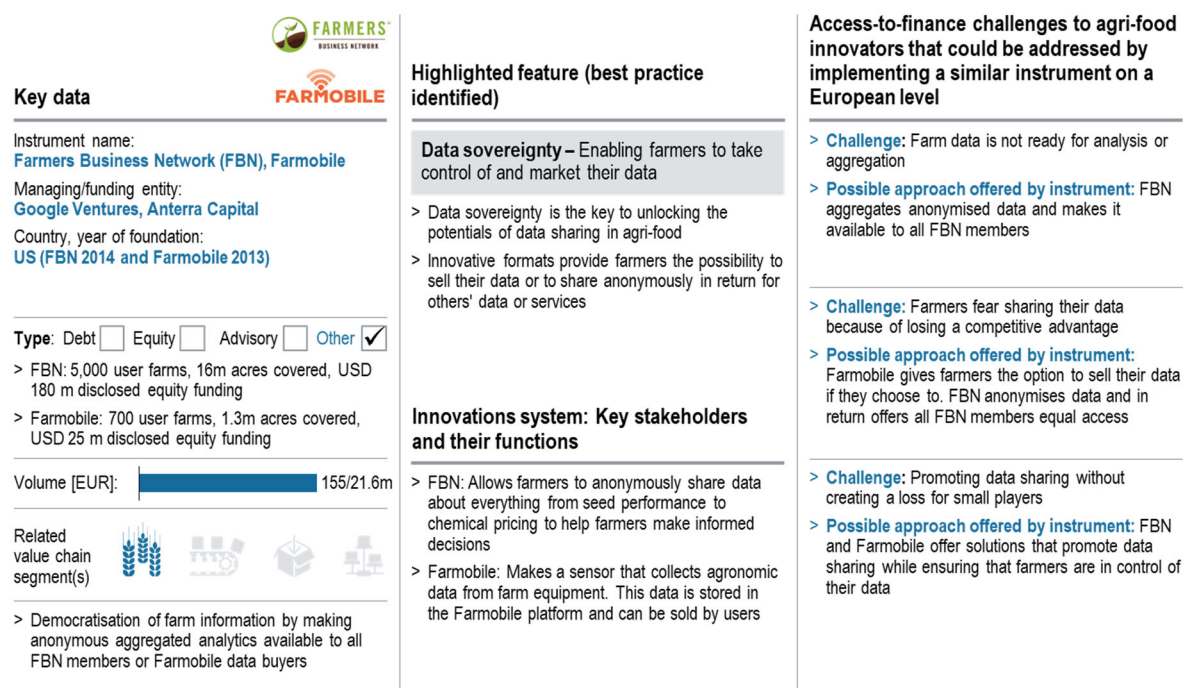 FARMERS™
BUSINESS NETWORK
FARMOBILE
Key data
Instrument name:
Farmers Business Network (FBN), Farmobile
Managing/funding entity:
Google Ventures, Anterra Capital
Country, year of foundation:
US (FBN 2014 and Farmobile 2013)
Type: Debt Equity Advisory Other ✓
> FBN: 5,000 user farms, 16m acres covered, USD
180 m disclosed equity funding
> Farmobile: 700 user farms, 1.3m acres covered,
USD 25 m disclosed equity funding
Volume [EUR]: 155/21.6m
Related
value chain
segment(s)
> Democratisation of farm information by making
anonymous aggregated analytics available to all
FBN members or Farmobile data buyers
Highlighted feature (best practice
identified)
Data sovereignty – Enabling farmers to take
control of and market their data
> Data sovereignty is the key to unlocking the
potentials of data sharing in agri-food
> Innovative formats provide farmers the possibility to
sell their data or to share anonymously in return for
others' data or services
Innovations system: Key stakeholders
and their functions
> FBN: Allows farmers to anonymously share data
about everything from seed performance to
chemical pricing to help farmers make informed
decisions
> Farmobile: Makes a sensor that collects agronomic
data from farm equipment. This data is stored in
the Farmobile platform and can be sold by users
Access-to-finance challenges to agri-food
innovators that could be addressed by
implementing a similar instrument on a
European level
> Challenge: Farm data is not ready for analysis or
aggregation
> Possible approach offered by instrument: FBN
aggregates anonymised data and makes it
available to all FBN members
> Challenge: Farmers fear sharing their data
because of losing a competitive advantage
> Possible approach offered by instrument:
Farmobile gives farmers the option to sell their data
if they choose to. FBN anonymises data and in
return offers all FBN members equal access
> Challenge: Promoting data sharing without
creating a loss for small players
> Possible approach offered by instrument: FBN
and Farmobile offer solutions that promote data
sharing while ensuring that farmers are in control of
their data